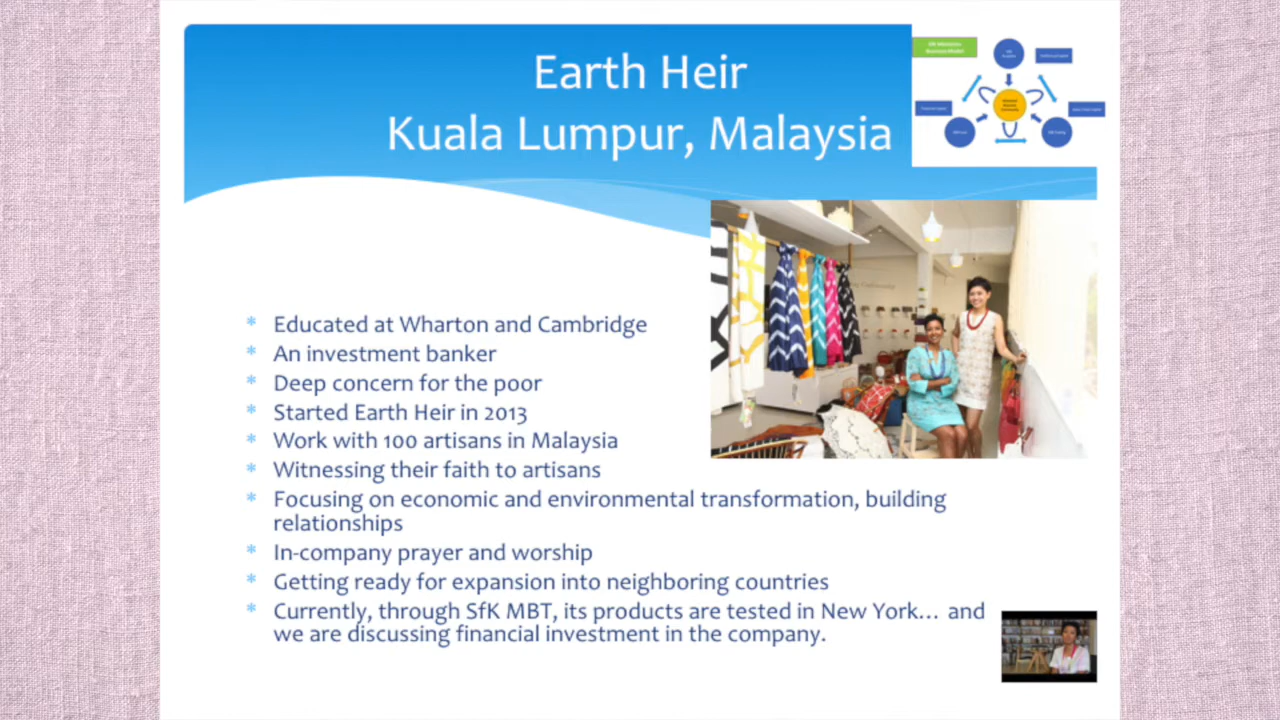 Earth Heir
Kuala Lumpur, Malaysia
Educated at Wharton and Cambridge
An investment banker
Deep concern for the poor
Started Earth Heir in 2013
Work with 100 artisans in Malaysia
Witnessing their faith to artisans
Focusing on economic and environmental transformation, building
relationships
In-company prayer and worship
Getting ready for expansion into neighboring countries
Currently, through SfK MBT, its products are tested in New York... and
we are discussing financial investment in the company.